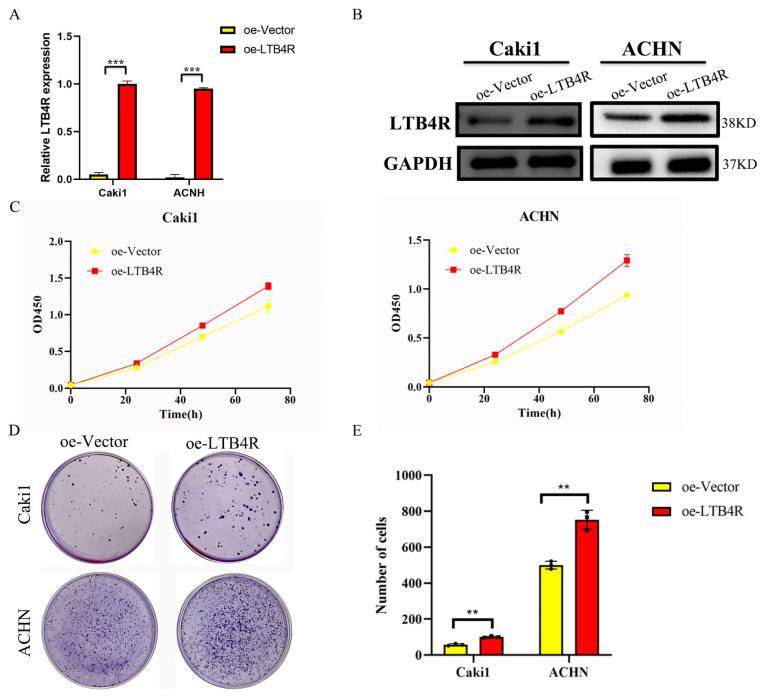 A
oe-Vector
oe-LTB4R
Relative LTB4R expression
1.5
1.0
0.5
0.0
***
***
Caki1
ACNH
B
Caki1
ACHN
oe-Vector
oe-LTB4R
oe-Vector
oe-LTB4R
LTB4R
38KD
GAPDH
37KD
C
Caki1
oe-Vector
oe-LTB4R
OD450
2.0
1.5
1.0
0.5
0.0
0
20
40
60
80
Time(h)
ACHN
oe-Vector
oe-LTB4R
OD450
1.5
1.0
0.5
0.0
0
20
40
60
80
Time(h)
D
oe-Vector
oe-LTB4R
Caki1
ACHN
E
oe-Vector
oe-LTB4R
Number of cells
1000
800
600
400
200
0
**
**
Caki1
ACHN